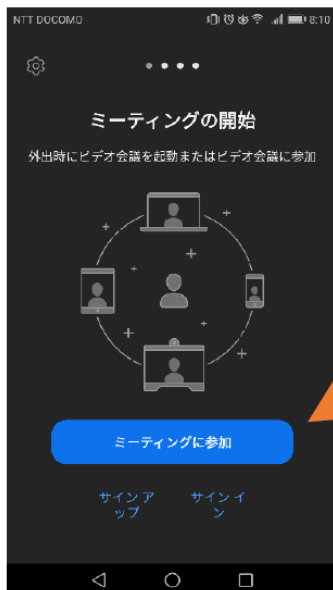 NTT DOCOMO 8:10
ミーティングの開始
外出時にビデオ会議を起動またはビデオ会議に参加
ミーティングに参加
サインア サインイ
ップ ン